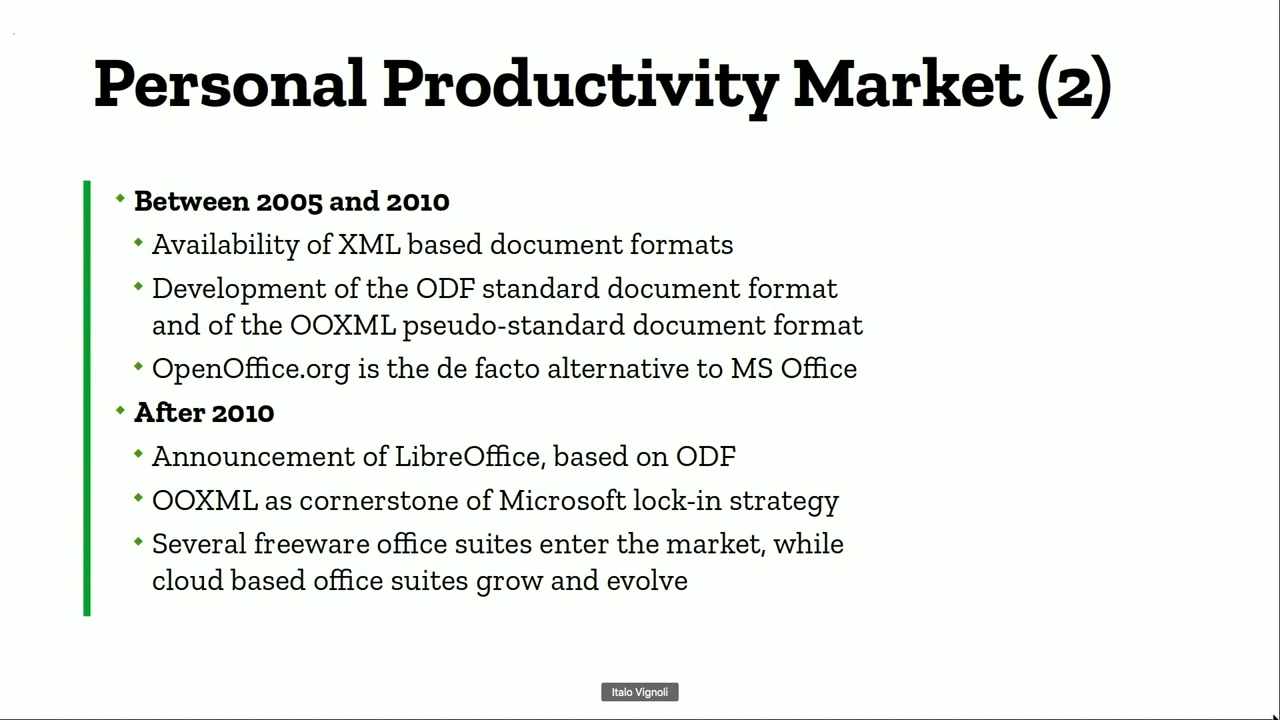 Personal Productivity Market (2)
Between 2005 and 2010
Availability of XML based document formats
Development of the ODF standard document format
and of the OOXML pseudo-standard document format
OpenOffice.org is the de facto alternative to MS Office
After 2010
Announcement of LibreOffice, based on ODF
OOXML as cornerstone of Microsoft lock-in strategy
Several freeware office suites enter the market, while
cloud based office suites grow and evolve
Italo Vignoli